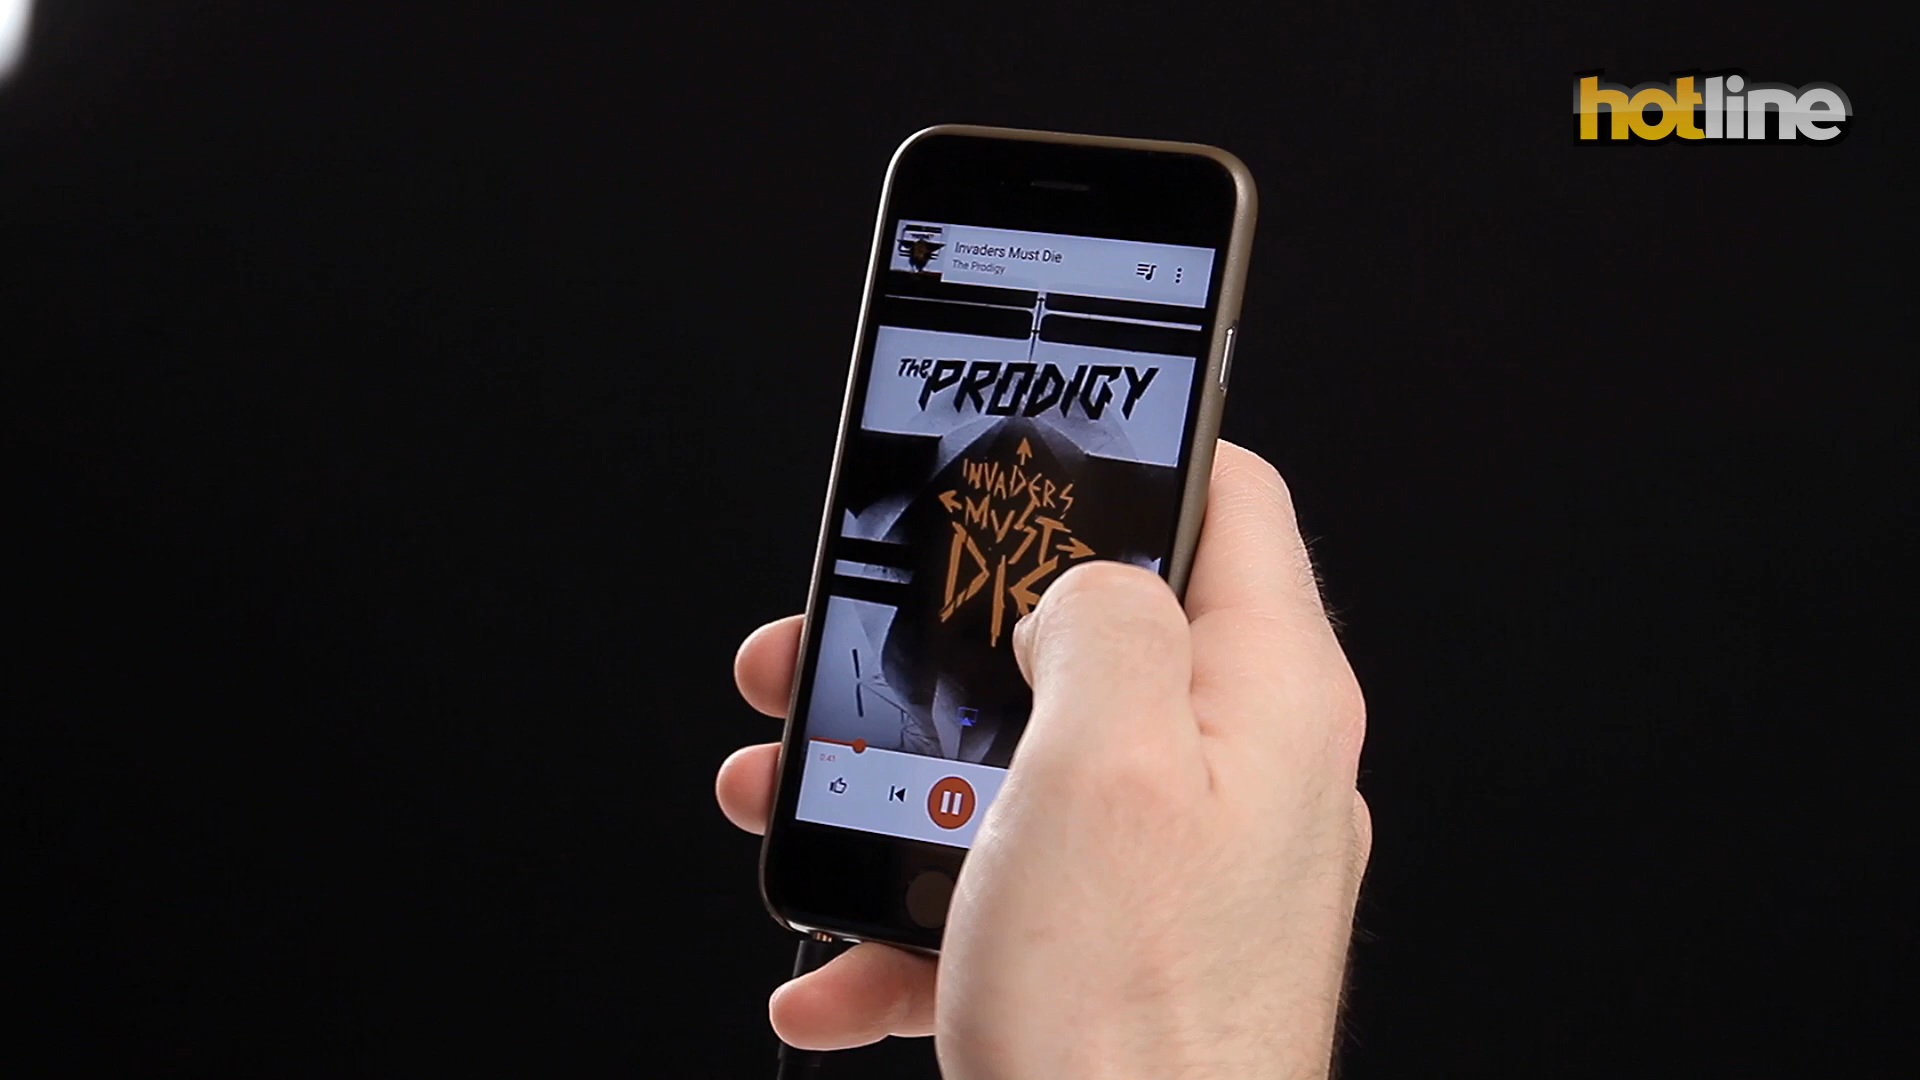 hotline
Invaders Must Die
The Prodigy
The PRODIGY
INVADERS
MUST
DIE
0:41